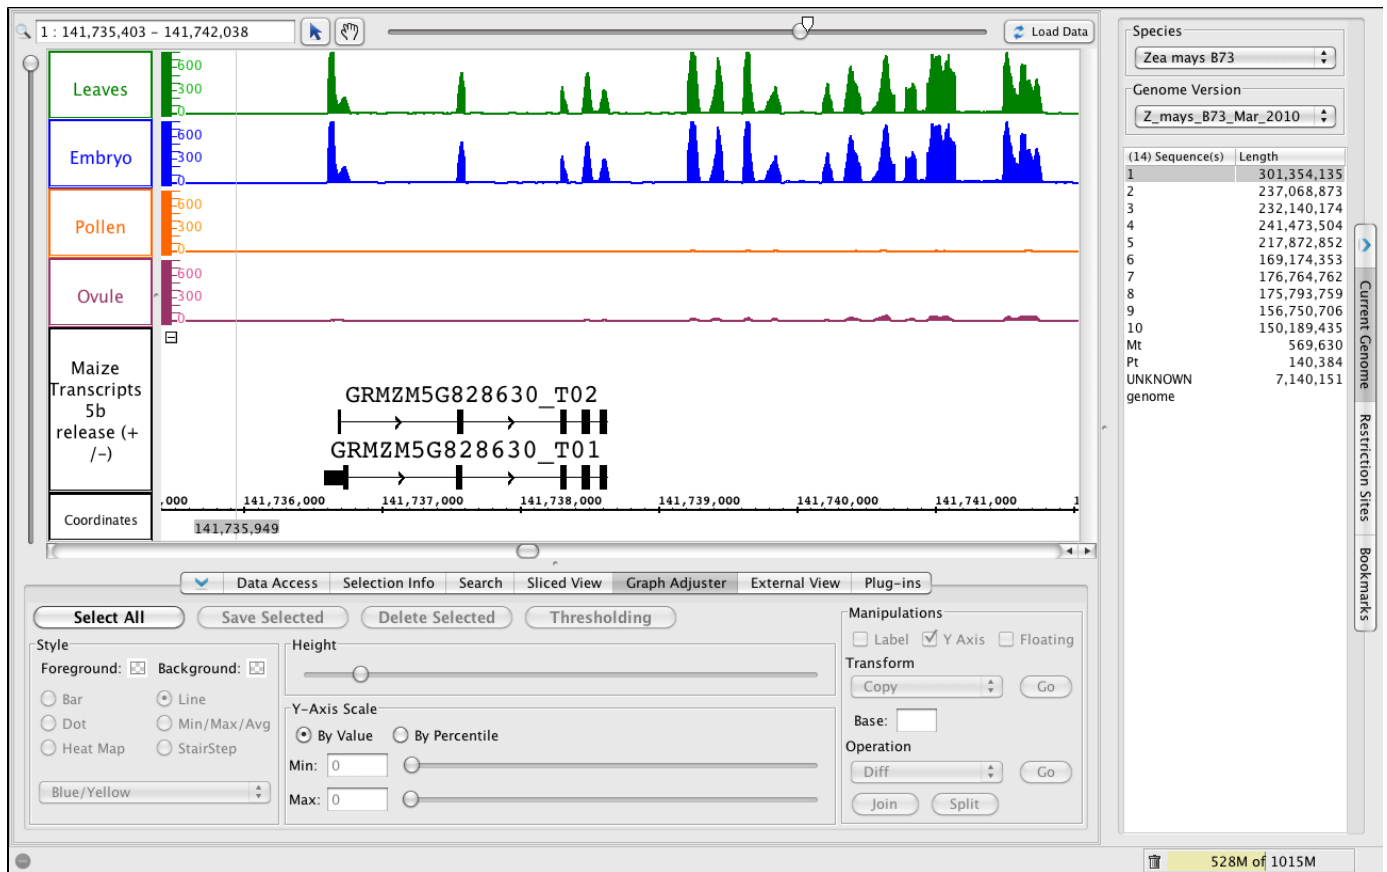 1 : 141,735,403 - 141,742,038
Load Data
Leaves
600
300
0
Embryo
600
300
0
Pollen
600
300
0
Ovule
600
300
0
Maize
Transcripts
5b
release (+
/-)
GRMZM5G828630_T02
GRMZM5G828630_T01
Coordinates
,000 141,736,000 141,737,000 141,738,000 141,739,000 141,740,000 141,741,000 1
141,735,949
Data Access Selection Info Search Sliced View Graph Adjuster External View Plug-ins
Select All Save Selected Delete Selected Thresholding
Style
Foreground: Background:
Bar Line
Dot Min/Max/Avg
Heat Map StairStep
Blue/Yellow
Height
Y-Axis Scale
By Value By Percentile
Min: 0
Max: 0
Manipulations
Label Y Axis Floating
Transform
Copy Go
Base:
Operation
Diff Go
Join Split
Species
Zea mays B73
Genome Version
Z_mays_B73_Mar_2010
(14) Sequence(s) Length
1 301,354,135
2 237,068,873
3 232,140,174
4 241,473,504
5 217,872,852
6 169,174,353
7 176,764,762
8 175,793,759
9 156,750,706
10 150,189,435
Mt 569,630
Pt 140,384
UNKNOWN 7,140,151
genome
Current Genome
Restriction Sites
Bookmarks
528M of 1015M